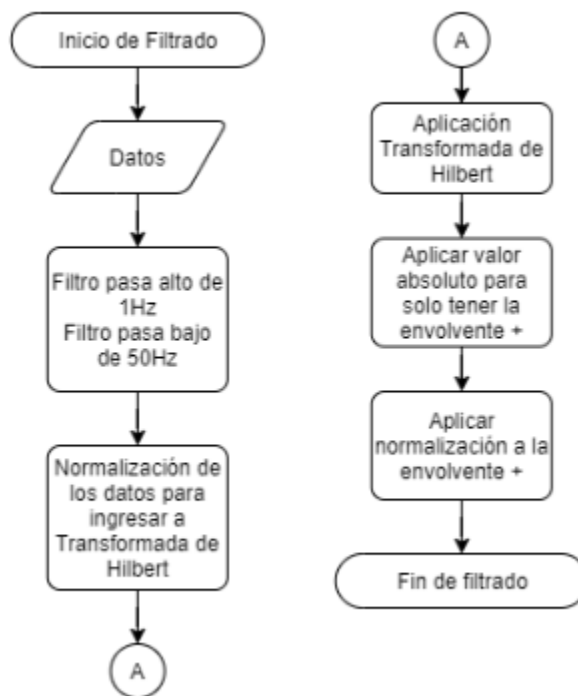 Inicio de Filtrado
Datos
Filtro pasa alto de
1Hz
Filtro pasa bajo
de 50Hz
Normalización de
los datos para
ingresar a
Transformada de
Hilbert
A
A
Aplicación
Transformada de
Hilbert
Aplicar valor
absoluto para
solo tener la
envolvente +
Aplicar
normalización a la
envolvente +
Fin de filtrado